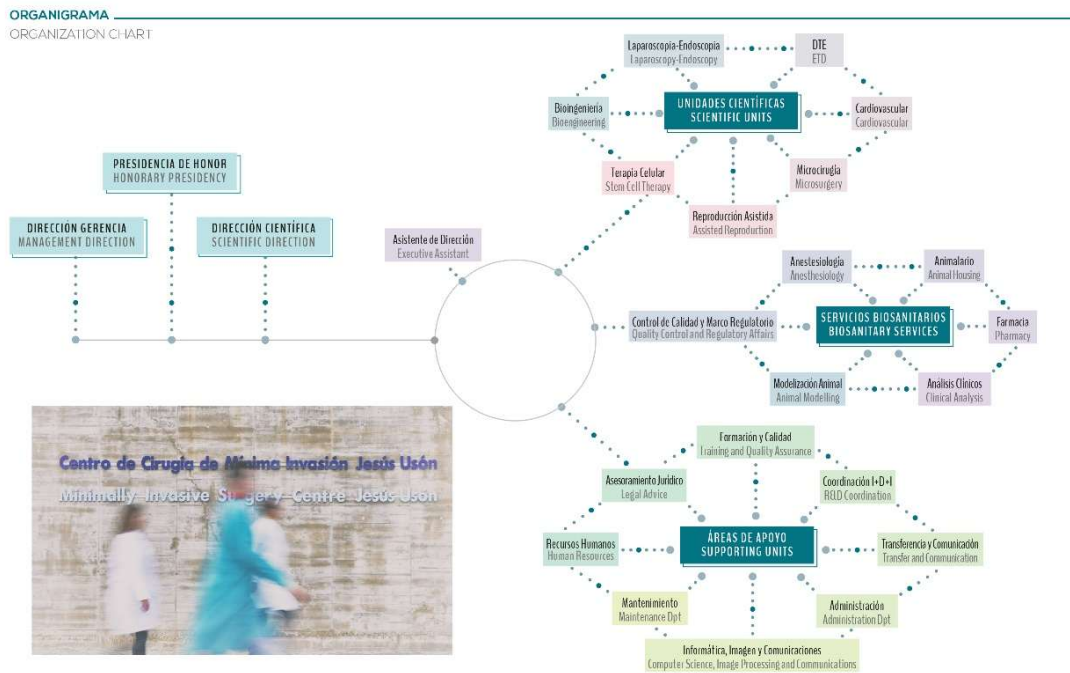 ORGANIGRAMA
ORGANIZATION CHART
PRESIDENCIA DE HONOR
HONORARY PRESIDENCY
DIRECCIÓN GERENCIA
MANAGEMENT DIRECTION
DIRECCIÓN CIENTÍFICA
SCIENTIFIC DIRECTION
Asistente de Dirección
Executive Assistant
Laparoscopia-Endoscopia
Laparoscopy-Endoscopy
DTE
ETD
Bioingeniería
Bioengineering
UNIDADES CIENTÍFICAS
SCIENTIFIC UNITS
Cardiovascular
Cardiovascular
Terapia Celular
Stem Cell Therapy
Microcirugía
Microsurgery
Reproducción Asistida
Assisted Reproduction
Anestesiología
Anesthesiology
Animalario
Animal Housing
Control de Calidad y Marco Regulatorio
Quality Control and Regulatory Affairs
SERVICIOS BIOSANITARIOS
BIOSANITARY SERVICES
Farmacia
Pharmacy
Modelización Animal
Animal Modelling
Análisis Clínicos
Clinical Analysis
Formación y Calidad
Training and Quality Assurance
Asesoramiento Jurídico
Legal Advice
Coordinación I+D+I
R&I,D Coordination
Recursos Humanos
Human Resources
ÁREAS DE APOYO
SUPPORTING UNITS
Transferencia y Comunicación
Transfer and Communication
Mantenimiento
Maintenance Dpt
Administración
Administration Dpt
Informática, Imagen y Comunicaciones
Computer Science, Image Processing and Communications
Centro de Cirugía de Mínima Invasión Jesús Usón
Minimally Invasive Surgery Centre Jesús Usón